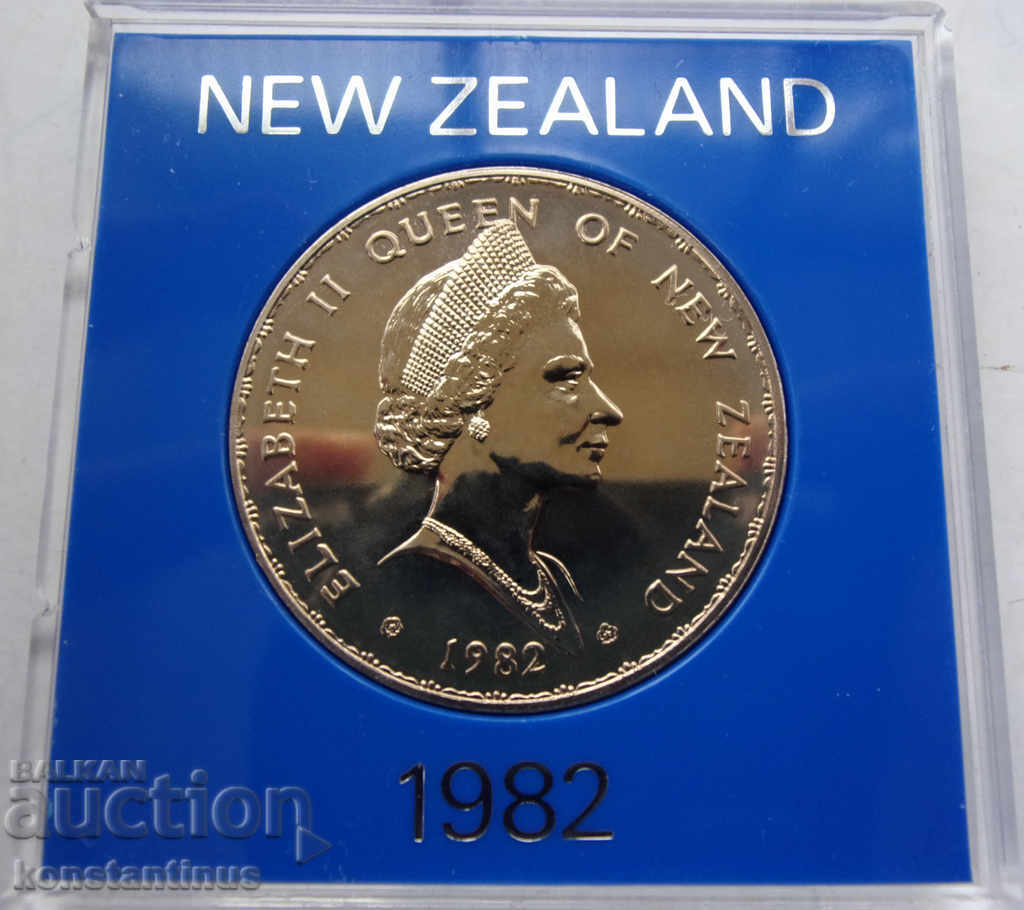 NEW ZEALAND
ELIZABETH II QUEEN OF NEW ZEALAND
1982
1982
BALKAN
auction
konstantinus